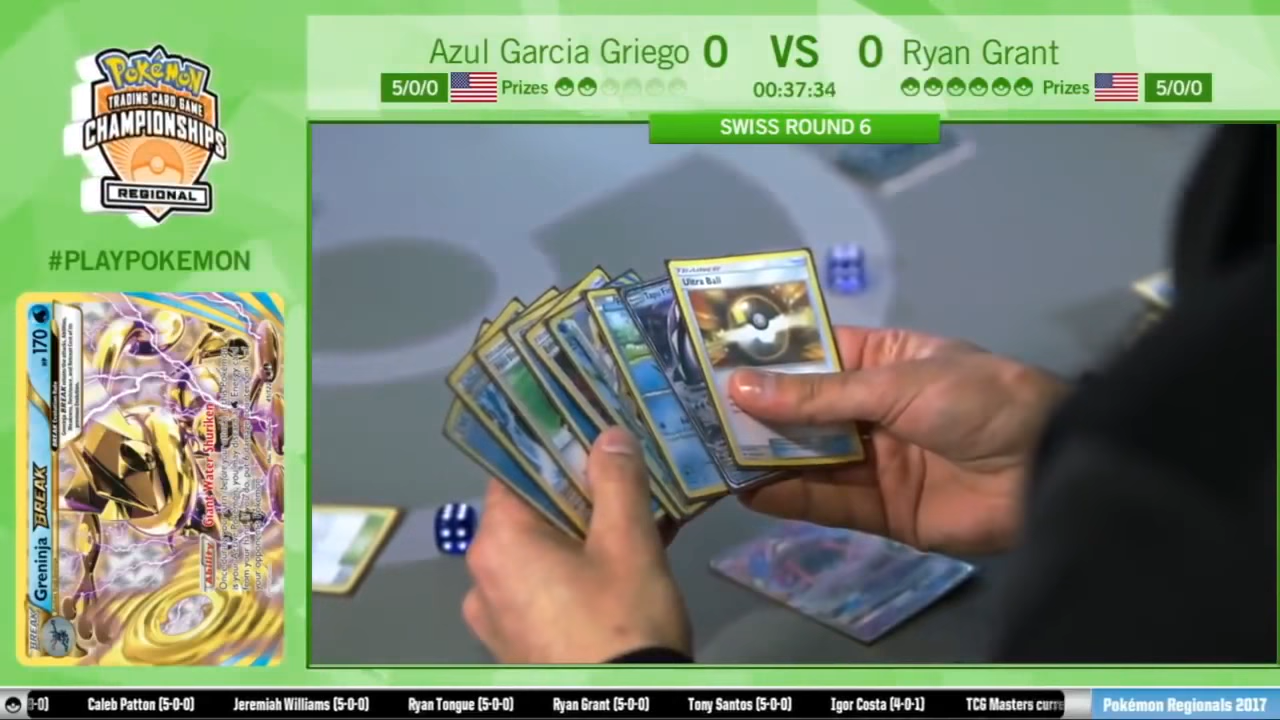 Pokémon
TRADING CARD GAME
CHAMPIONSHIPS
REGIONAL
#PLAYPOKEMON
Azul Garcia Griego 0 VS 0 Ryan Grant
5/0/0 Prizes 00:37:34 Prizes 5/0/0
SWISS ROUND 6
TRAINER
Ultra Ball
BREAK
Greninja BREAK HP 170
ABILITY Giant Water Shuriken
Caleb Patton (5-0-0) Jeremiah Williams (5-0-0) Ryan Tongue (5-0-0) Ryan Grant (5-0-0) Tony Santos (5-0-0) Igor Costa (4-0-1) TCG Masters
Pokémon Regionals 2017